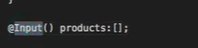 }
@Input() products:[];